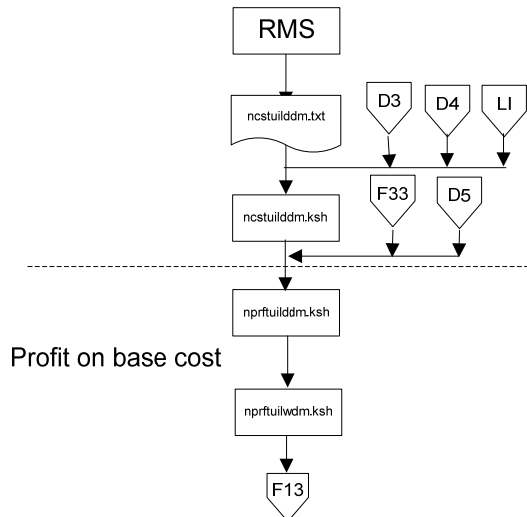 RMS
ncstuilddm.txt
D3
D4
LI
ncstuilddm.ksh
F33
D5
nprftuilddm.ksh
Profit on base cost
nprftuilwdm.ksh
F13